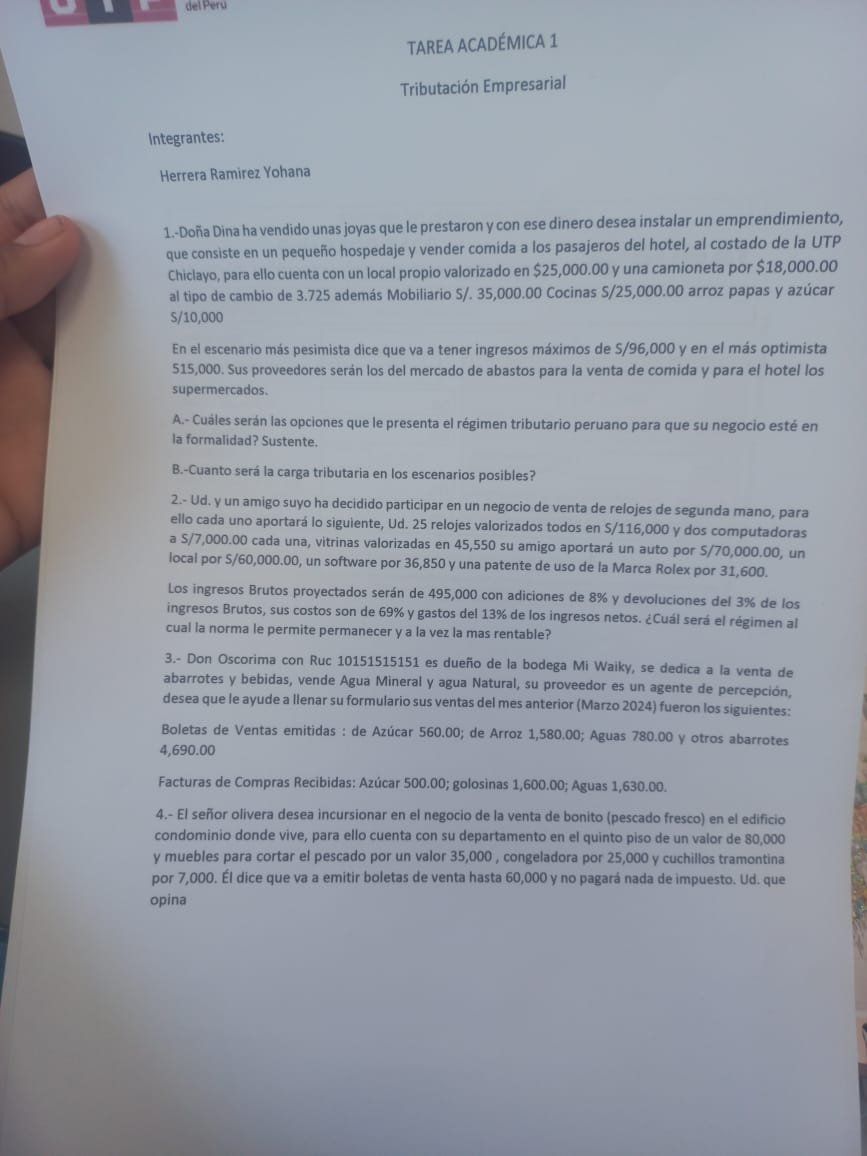 UTP
del Perú
TAREA ACADÉMICA 1
Tributación Empresarial
Integrantes:
Herrera Ramirez Yohana
1.-Doña Dina ha vendido unas joyas que le prestaron y con ese dinero desea instalar un emprendimiento,
que consiste en un pequeño hospedaje y vender comida a los pasajeros del hotel, al costado de la UTP
Chiclayo, para ello cuenta con un local propio valorizado en $25,000.00 y una camioneta por $18,000.00
al tipo de cambio de 3.725 además Mobiliario S/. 35,000.00 Cocinas S/25,000.00 arroz papas y azúcar
S/10,000
En el escenario más pesimista dice que va a tener ingresos máximos de S/96,000 y en el más optimista
515,000. Sus proveedores serán los del mercado de abastos para la venta de comida y para el hotel los
supermercados.
A.- Cuáles serán las opciones que le presenta el régimen tributario peruano para que su negocio esté en
la formalidad? Sustente.
B.-Cuanto será la carga tributaria en los escenarios posibles?
2.- Ud. y un amigo suyo ha decidido participar en un negocio de venta de relojes de segunda mano, para
ello cada uno aportará lo siguiente, Ud. 25 relojes valorizados todos en S/116,000 y dos computadoras
a S/7,000.00 cada una, vitrinas valorizadas en 45,550 su amigo aportará un auto por S/70,000.00, un
local por S/60,000.00, un software por 36,850 y una patente de uso de la Marca Rolex por 31,600.
Los ingresos Brutos proyectados serán de 495,000 con adiciones de 8% y devoluciones del 3% de los
ingresos Brutos, sus costos son de 69% y gastos del 13% de los ingresos netos. ¿Cuál será el régimen al
cual la norma le permite permanecer y a la vez la mas rentable?
3.- Don Oscorima con Ruc 10151515151 es dueño de la bodega Mi Waiky, se dedica a la venta de
abarrotes y bebidas, vende Agua Mineral y agua Natural, su proveedor es un agente de percepción,
desea que le ayude a llenar su formulario sus ventas del mes anterior (Marzo 2024) fueron los siguientes:
Boletas de Ventas emitidas : de Azúcar 560.00; de Arroz 1,580.00; Aguas 780.00 y otros abarrotes
4,690.00
Facturas de Compras Recibidas: Azúcar 500.00; golosinas 1,600.00; Aguas 1,630.00.
4.- El señor olivera desea incursionar en el negocio de la venta de bonito (pescado fresco) en el edificio
condominio donde vive, para ello cuenta con su departamento en el quinto piso de un valor de 80,000
y muebles para cortar el pescado por un valor 35,000 , congeladora por 25,000 y cuchillos tramontina
por 7,000. Él dice que va a emitir boletas de venta hasta 60,000 y no pagará nada de impuesto. Ud. que
opina